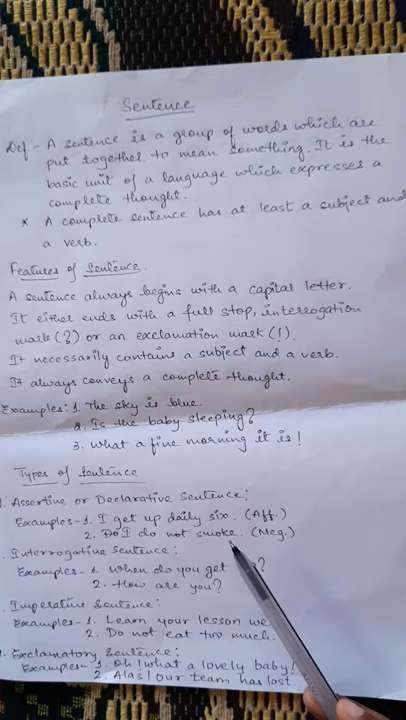 Sentence
Def.- A sentence is a group of words which are
put together to mean something. It is the
basic unit of a language which expresses a
complete thought.
* A complete sentence has at least a subject and
a verb.
Features of Sentence.
A sentence always begins with a capital letter.
It either ends with a full stop, interrogation
mark (?) or an exclamation mark (!).
It necessarily contains a subject and a verb.
It always conveys a complete thought.
Examples: 1. The sky is blue.
2. Is the baby sleeping?
3. What a fine morning it is!
Types of Sentence
1. Assertive or Declarative Sentence:
Examples-1. I get up daily six. (Aff.)
2. I do not smoke. (Neg.)
Interrogative Sentence:
Examples- 1. When do you get ?
2. How are you?
Imperative Sentence:
Examples- 1. Learn your lesson
2. Do not eat too much.
Exclamatory Sentence:
Examples- 1. Oh! what a lovely baby!
2. Alas! our team has lost.